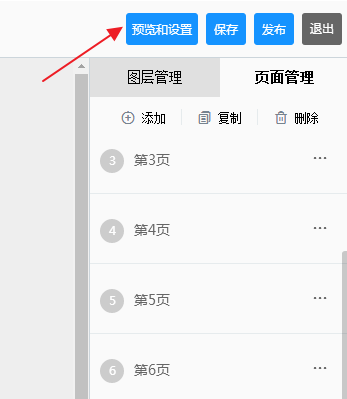 预览和设置 保存 发布 退出
图层管理 页面管理
添加 复制 删除
3 第3页 ...
4 第4页 ...
5 第5页 ...
6 第6页 ...